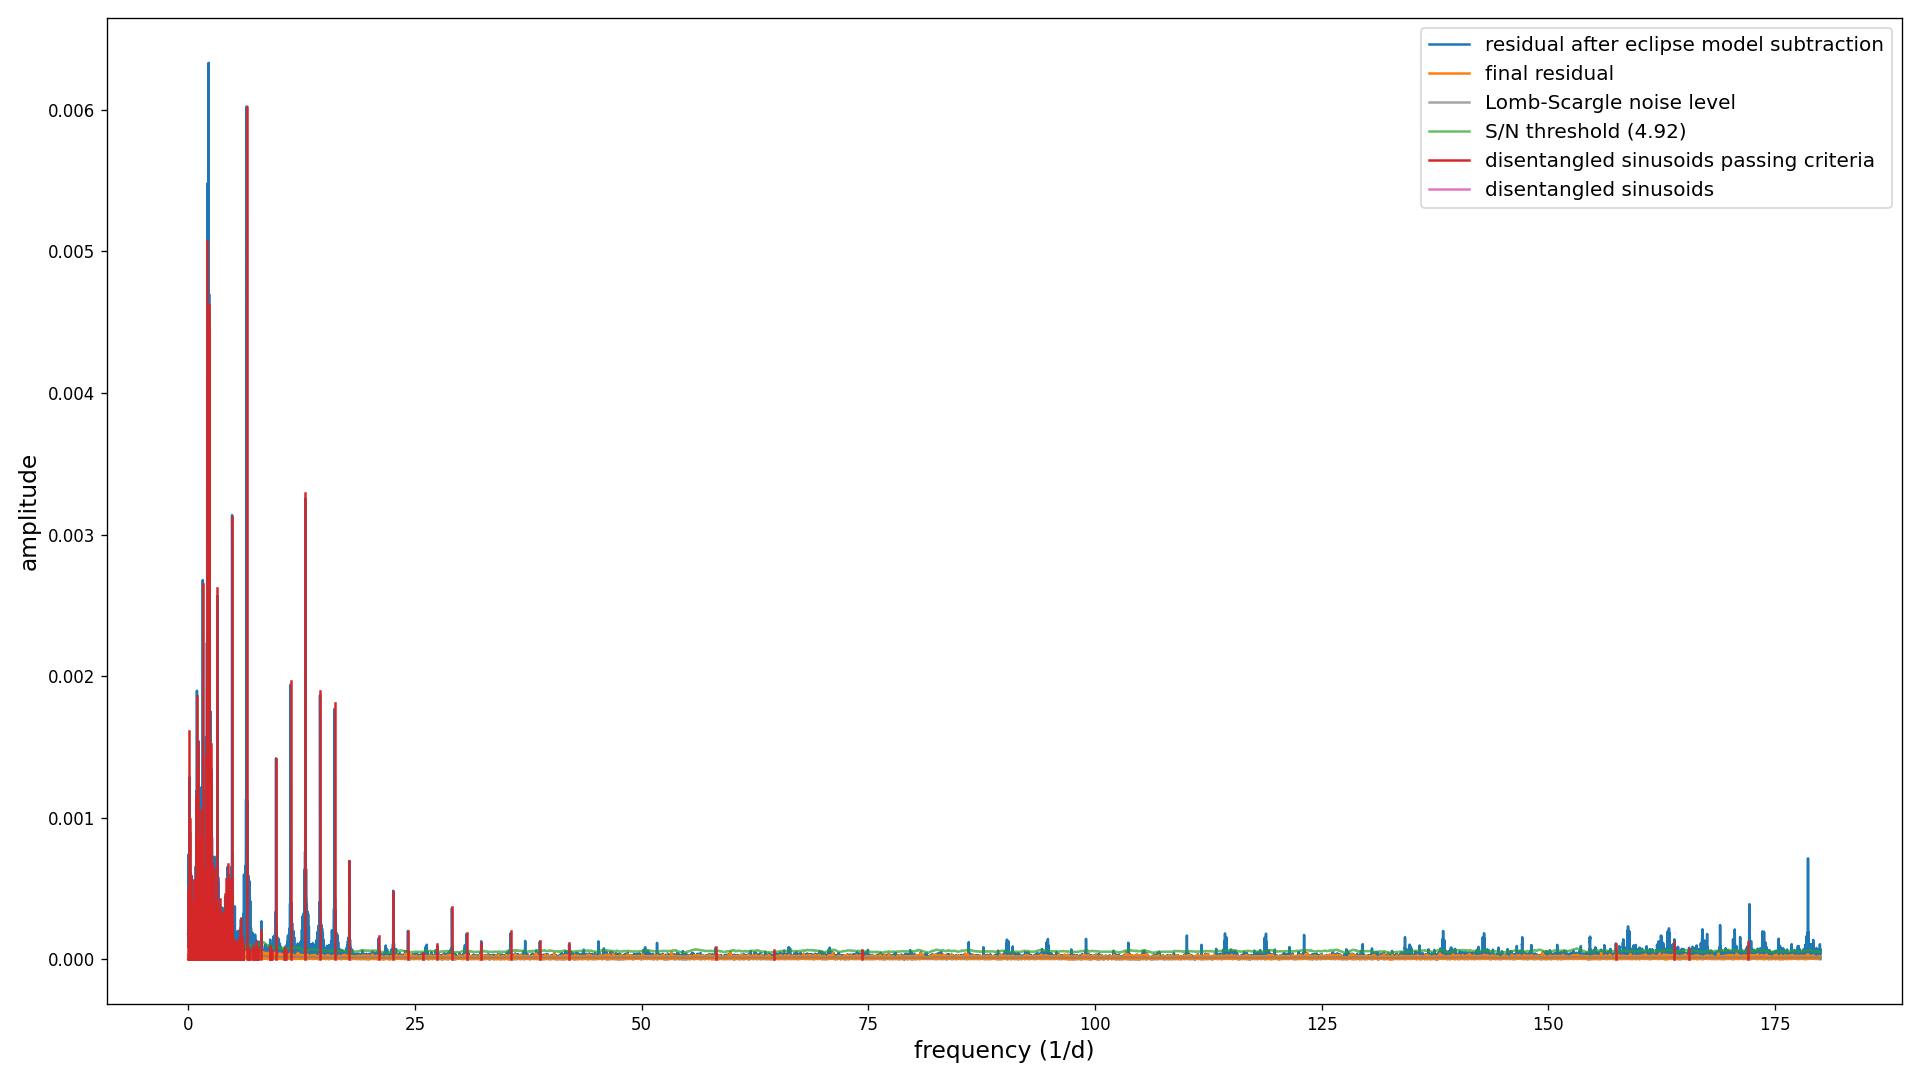 residual after eclipse model subtraction
final residual
Lomb-Scargle noise level
S/N threshold (4.92)
disentangled sinusoids passing criteria
disentangled sinusoids
0.006
0.005
0.004
0.003
0.002
0.001
0.000
amplitude
0 25 50 75 100 125 150 175
frequency (1/d)